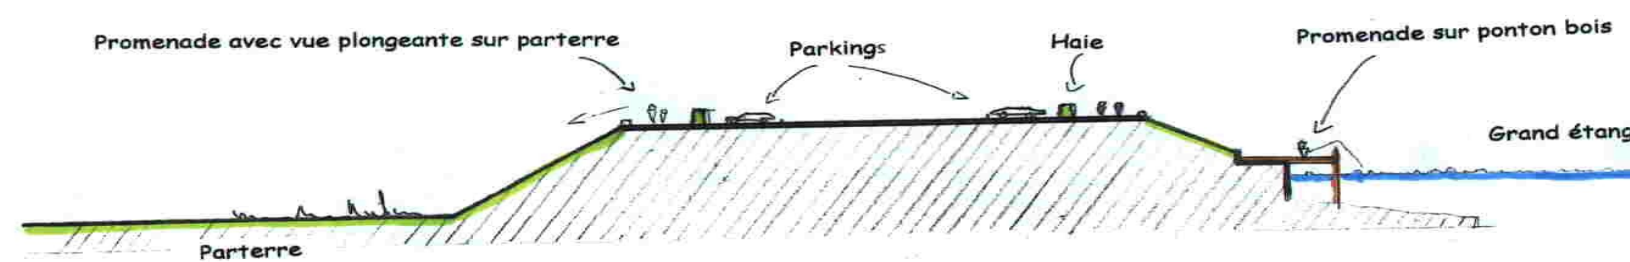 Promenade avec vue plongeante sur parterre
Parkings
Haie
Promenade sur ponton bois
Grand étang
Parterre